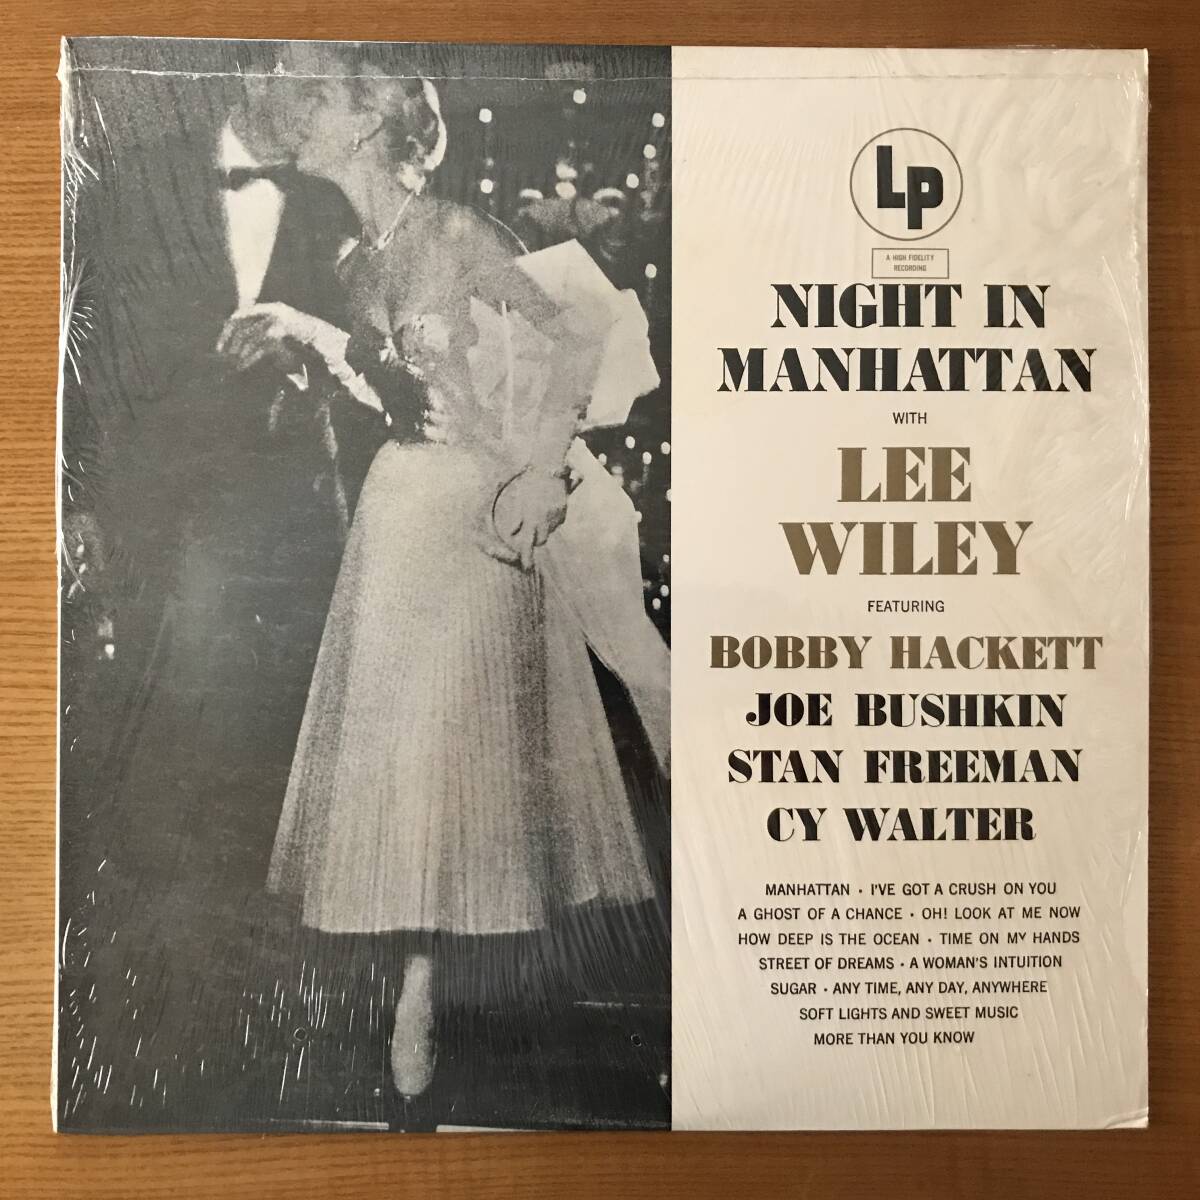 LP
A HIGH FIDELITY
RECORDING
NIGHT IN
MANHATTAN
WITH
LEE
WILEY
FEATURING
BOBBY HACKETT
JOE BUSHKIN
STAN FREEMAN
CY WALTER
MANHATTAN • I'VE GOT A CRUSH ON YOU
A GHOST OF A CHANCE • OH! LOOK AT ME NOW
HOW DEEP IS THE OCEAN • TIME ON MY HANDS
STREET OF DREAMS • A WOMAN'S INTUITION
SUGAR • ANY TIME, ANY DAY, ANYWHERE
SOFT LIGHTS AND SWEET MUSIC
MORE THAN YOU KNOW